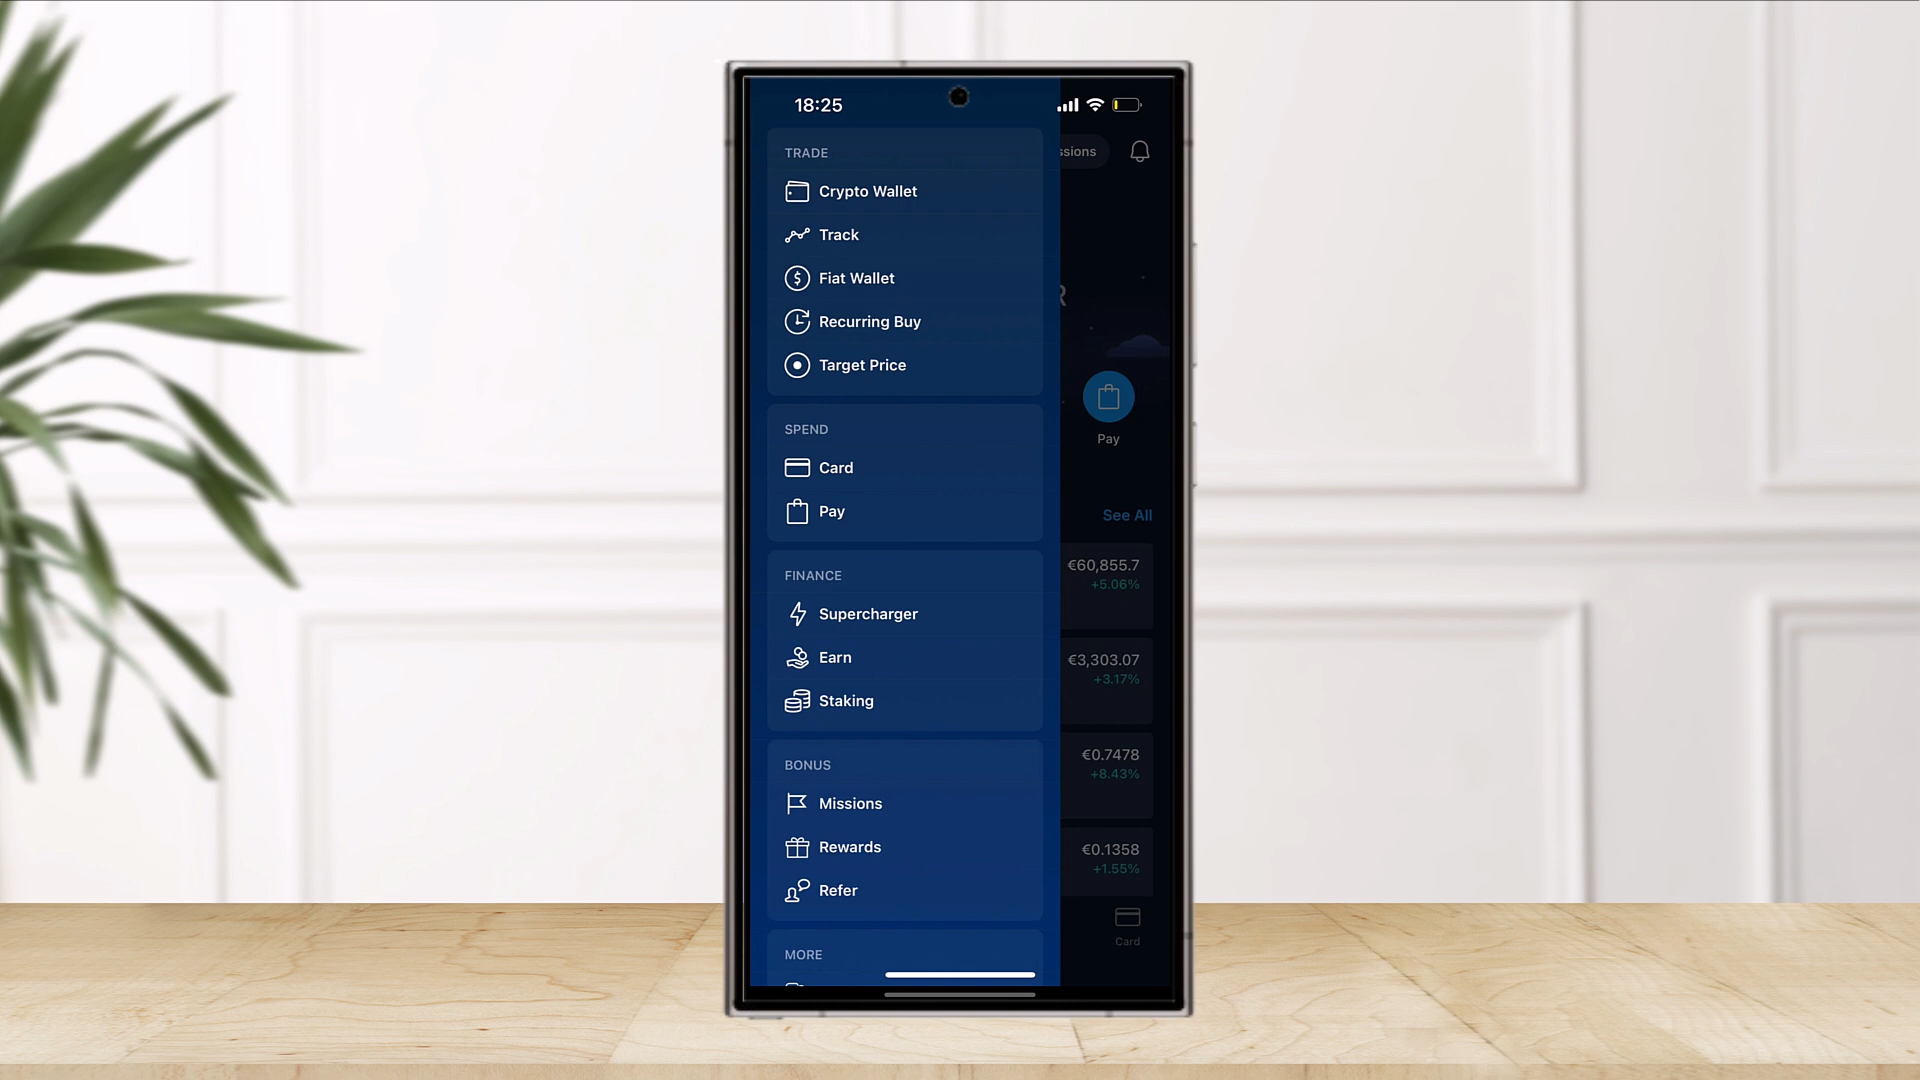 18:25
ssions
TRADE
Crypto Wallet
Track
Fiat Wallet
Recurring Buy
Target Price
R
Pay
SPEND
Card
Pay
See All
FINANCE
Supercharger
Earn
Staking
€60,855.7
+5.06%
€3,303.07
+3.17%
€0.7478
+8.43%
€0.1358
+1.55%
BONUS
Missions
Rewards
Refer
MORE
Card